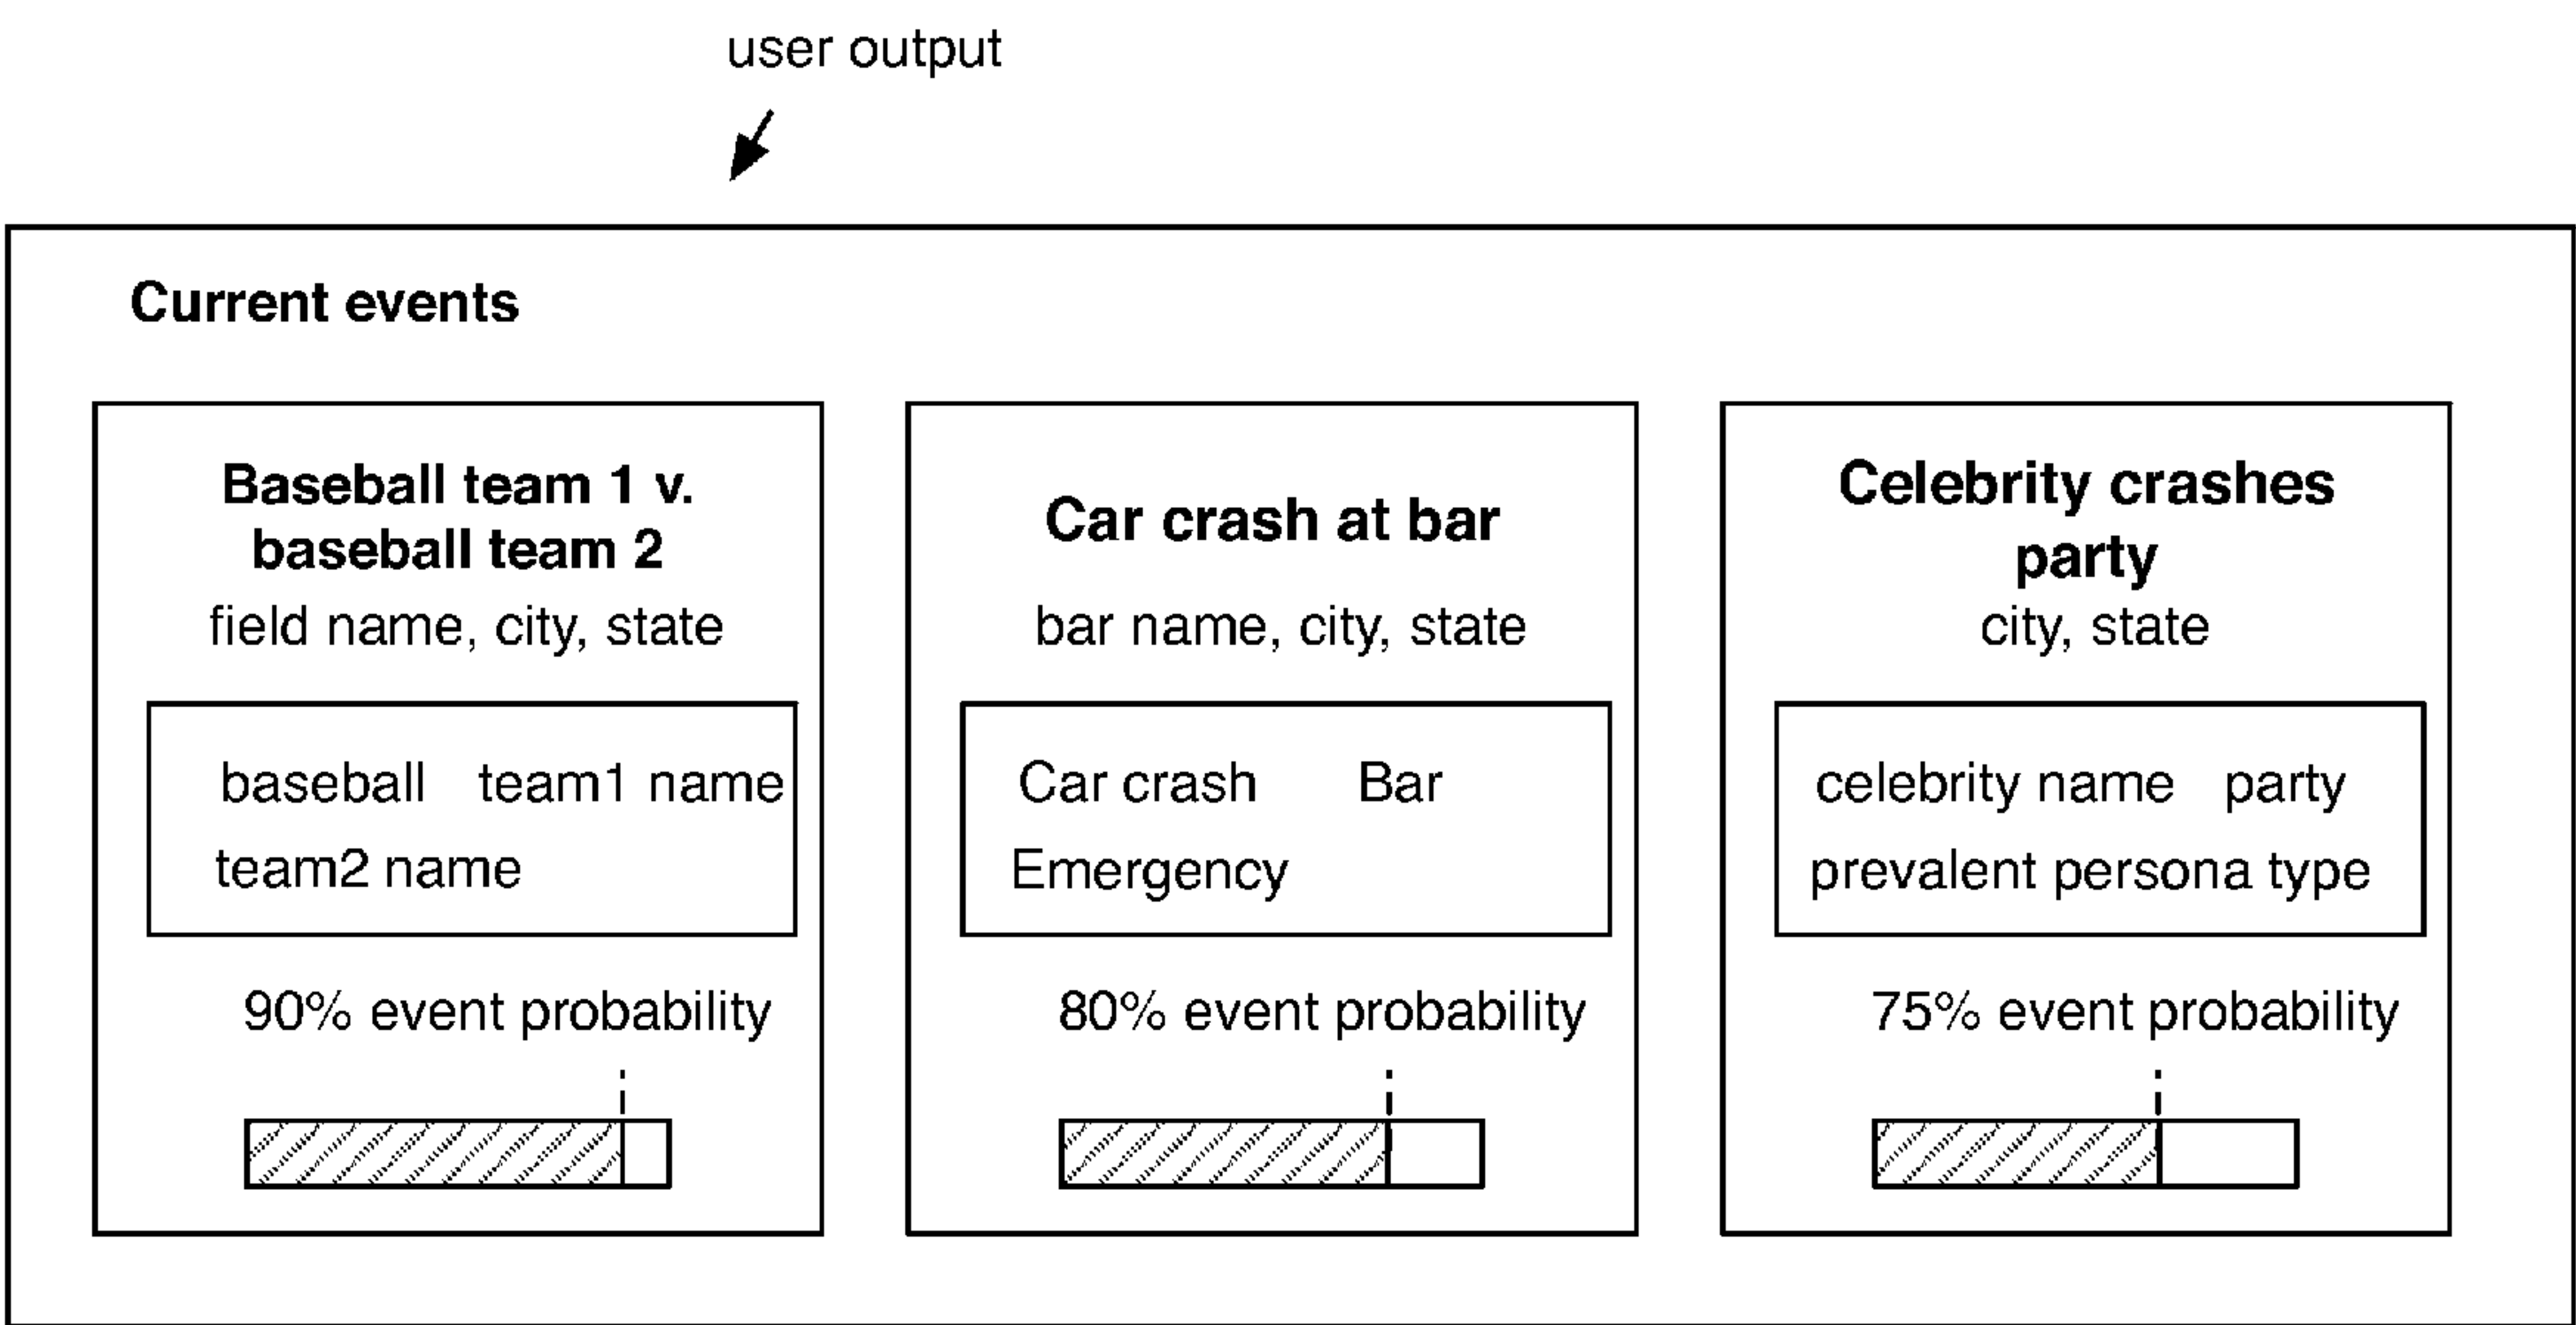 user output
Current events
Baseball team 1 v.
baseball team 2
field name, city, state
baseball team1 name
team2 name
90% event probability
Car crash at bar
bar name, city, state
Car crash Bar
Emergency
80% event probability
Celebrity crashes
party
city, state
celebrity name party
prevalent persona type
75% event probability